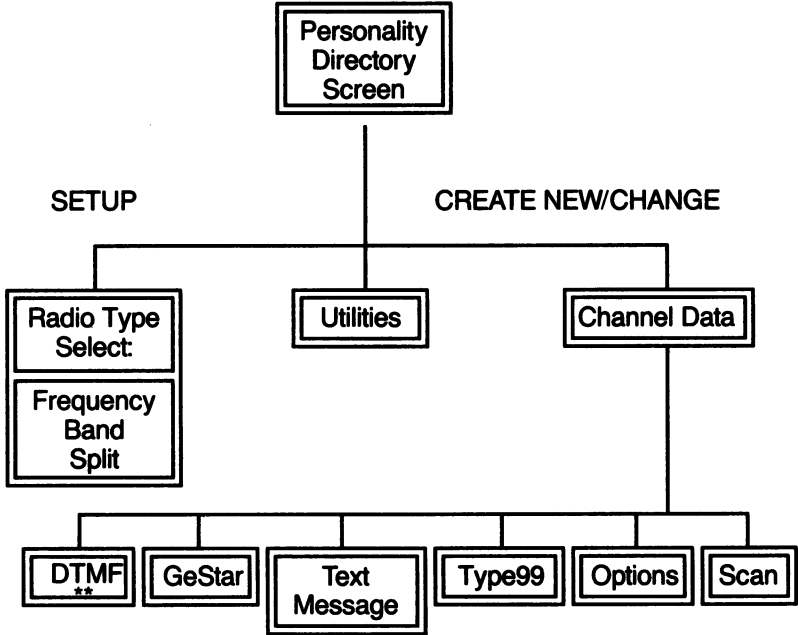 Personality
Directory
Screen
SETUP
CREATE NEW/CHANGE
Radio Type
Select:
Frequency
Band
Split
Utilities
Channel Data
DTMF
**
GeStar
Text
Message
Type99
Options
Scan